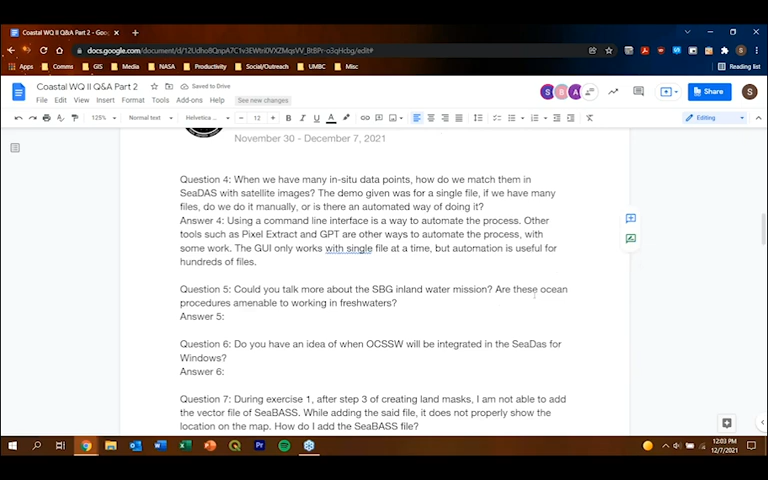 Coastal WQ II Q&A Part 2 - Goo
Apps
Comms
GIS
Media
NASA
Productivity
Social/Outreach
UMBC
Misc
Reading list
Coastal WQ II Q&A Part 2
Saved to Drive
File Edit View Insert Format Tools Add-ons Help
See new changes
Share
S
125%
Normal text
Helvetica ...
12
Editing
November 30 - December 7, 2021
Question 4: When we have many in-situ data points, how do we match them in
SeaDAS with satellite images? The demo given was for a single file, if we have many
files, do we do it manually, or is there an automated way of doing it?
Answer 4: Using a command line interface is a way to automate the process. Other
tools such as Pixel Extract and GPT are other ways to automate the process, with
some work. The GUI only works with single file at a time, but automation is useful for
hundreds of files.
Question 5: Could you talk more about the SBG inland water mission? Are these ocean
procedures amenable to working in freshwaters?
Answer 5:
Question 6: Do you have an idea of when OCSSW will be integrated in the SeaDas for
Windows?
Answer 6:
Question 7: During exercise 1, after step 3 of creating land masks, I am not able to add
the vector file of SeaBASS. While adding the said file, it does not properly show the
location on the map. How do I add the SeaBASS file?
12:03 PM
12/7/2021